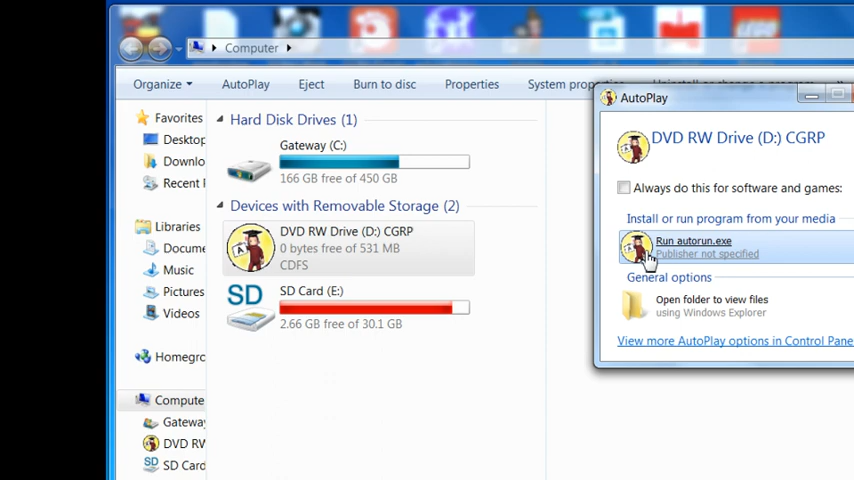 Computer
Organize AutoPlay Eject Burn to disc Properties System prop
Favorites
Desktop
Downlo
Recent
Libraries
Docume
Music
Pictures
Videos
Homegro
Compute
Gateway
DVD RW
SD Card
Hard Disk Drives (1)
Gateway (C:)
166 GB free of 450 GB
Devices with Removable Storage (2)
DVD RW Drive (D:) CGRP
0 bytes free of 531 MB
CDFS
SD
SD Card (E:)
2.66 GB free of 30.1 GB
AutoPlay
DVD RW Drive (D:) CGRP
Always do this for software and games:
Install or run program from your media
Run autorun.exe
Publisher not specified
General options
Open folder to view files
using Windows Explorer
View more AutoPlay options in Control Pane